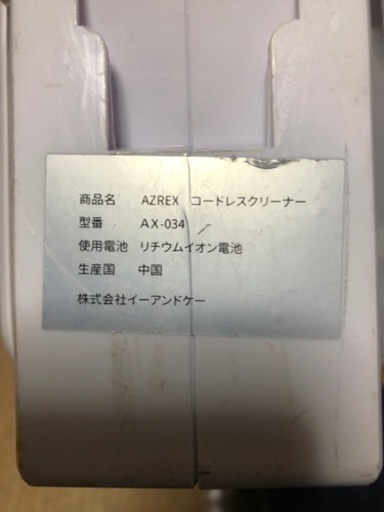 商品名 AZREX コードレスクリーナー
型番 AX-034
使用電池 リチウムイオン電池
生産国 中国
株式会社イーアンドケー